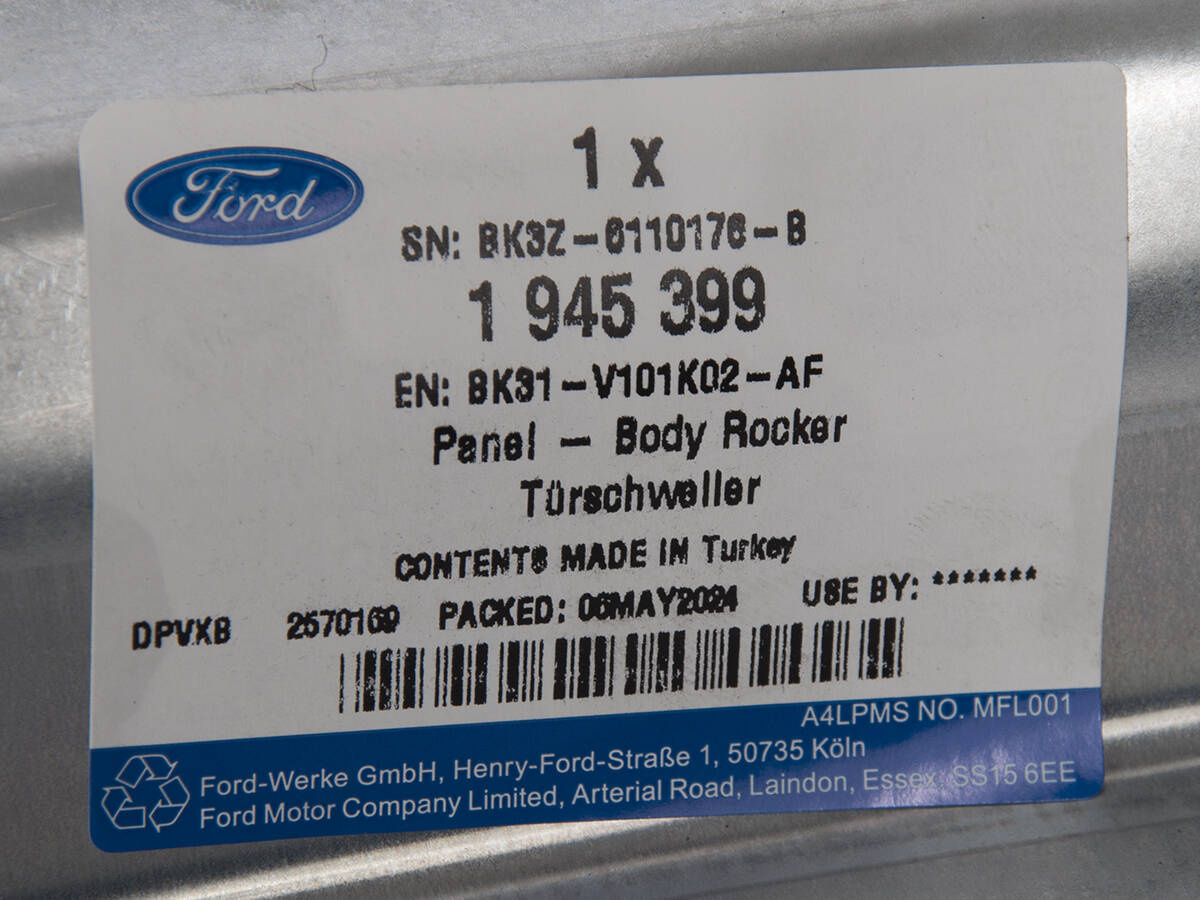 Ford
1 x
SN: BK3Z-6110176-B
1 945 399
EN: BK31-V101K02-AF
Panel - Body Rocker
Türschweller
CONTENTS MADE IN Turkey
DPVXB 2570169 PACKED: 06MAY2024 USE BY: *******
A4LPMS NO. MFL001
Ford-Werke GmbH, Henry-Ford-Straße 1, 50735 Köln
Ford Motor Company Limited, Arterial Road, Laindon, Essex, SS15 6EE